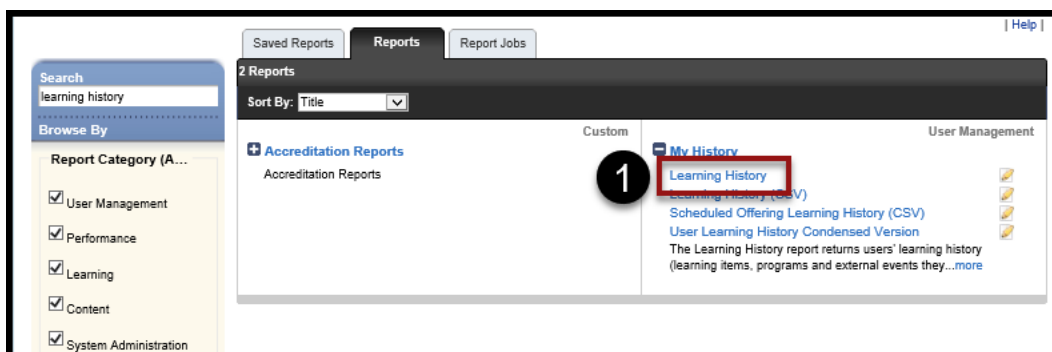 | Help |
Saved Reports
Reports
Report Jobs
Search
learning history
Browse By
Report Category (A...
User Management
Performance
Learning
Content
System Administration
2 Reports
Sort By: Title
Custom
Accreditation Reports
Accreditation Reports
User Management
My History
1
Learning History
Learning History (CSV)
Scheduled Offering Learning History (CSV)
User Learning History Condensed Version
The Learning History report returns users' learning history
(learning items, programs and external events they...more